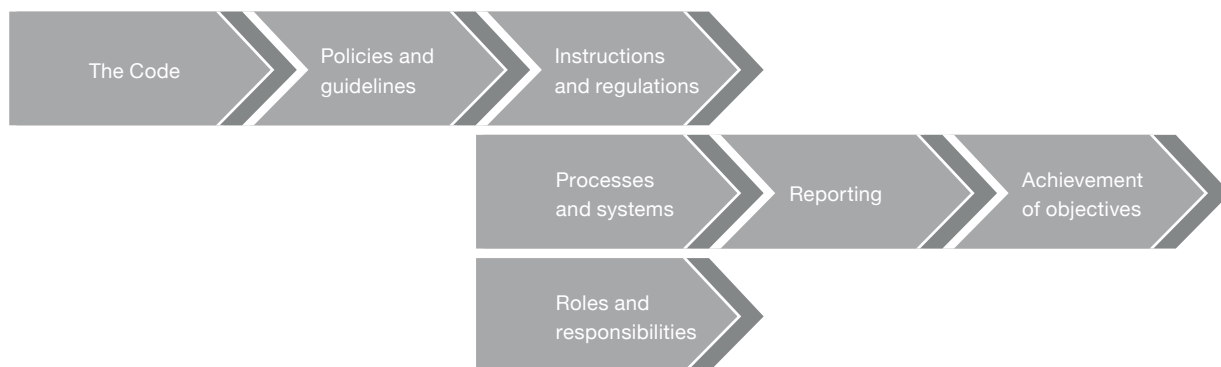 The Code
Policies and
guidelines
Instructions
and regulations
Processes
and systems
Reporting
Achievement
of objectives
Roles and
responsibilities